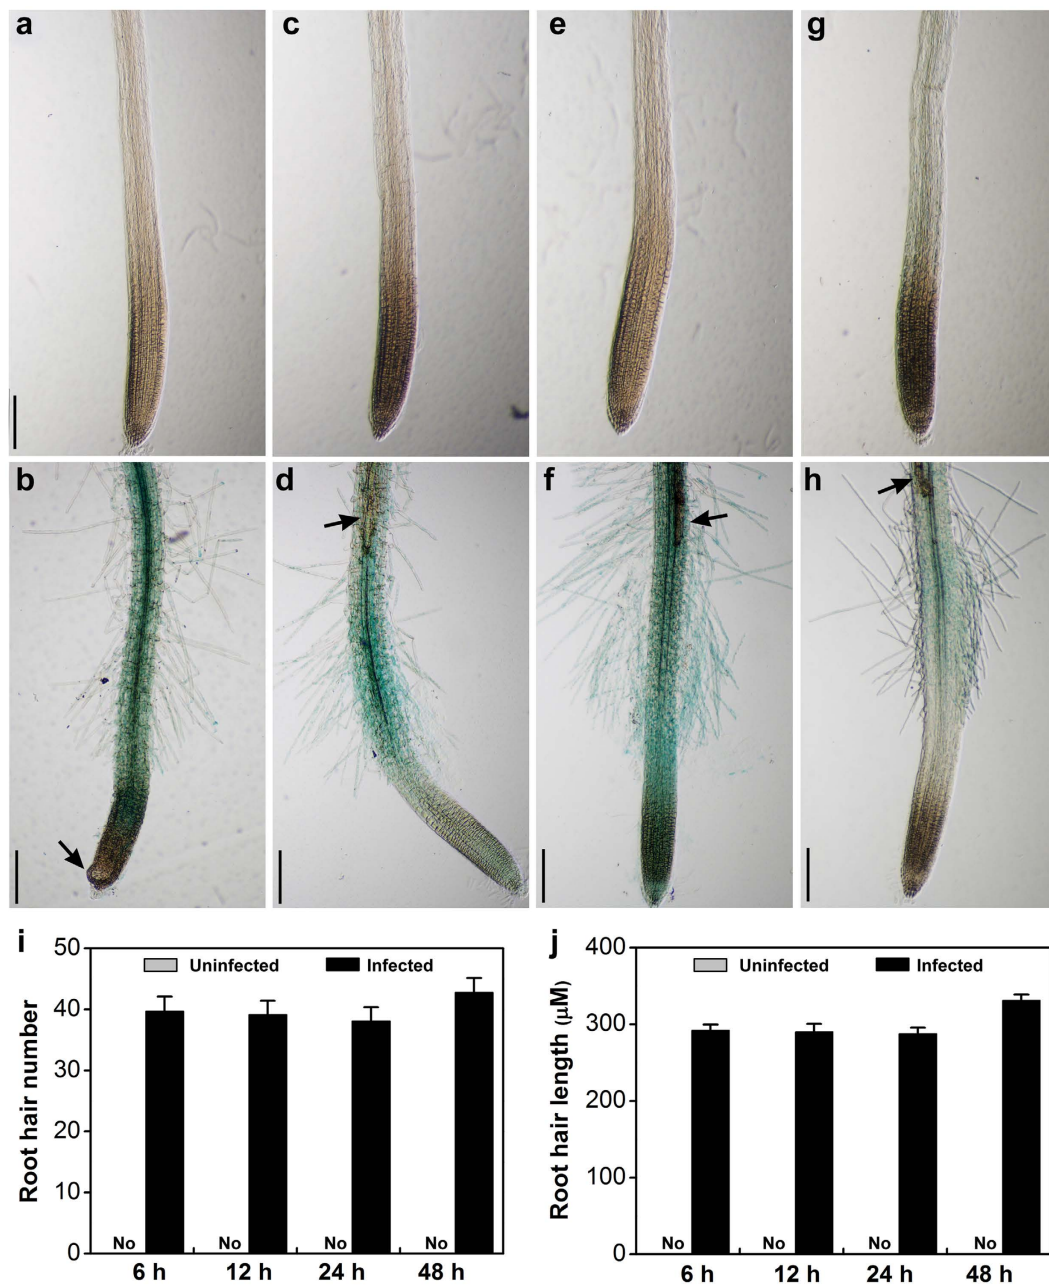 a
c
e
g
b
d
f
h
i
50
40
30
20
10
0
Root hair number
Uninfected
Infected
No
No
No
No
6 h
12 h
24 h
48 h
j
400
300
200
100
0
Root hair length (μM)
Uninfected
Infected
No
No
No
No
6 h
12 h
24 h
48 h